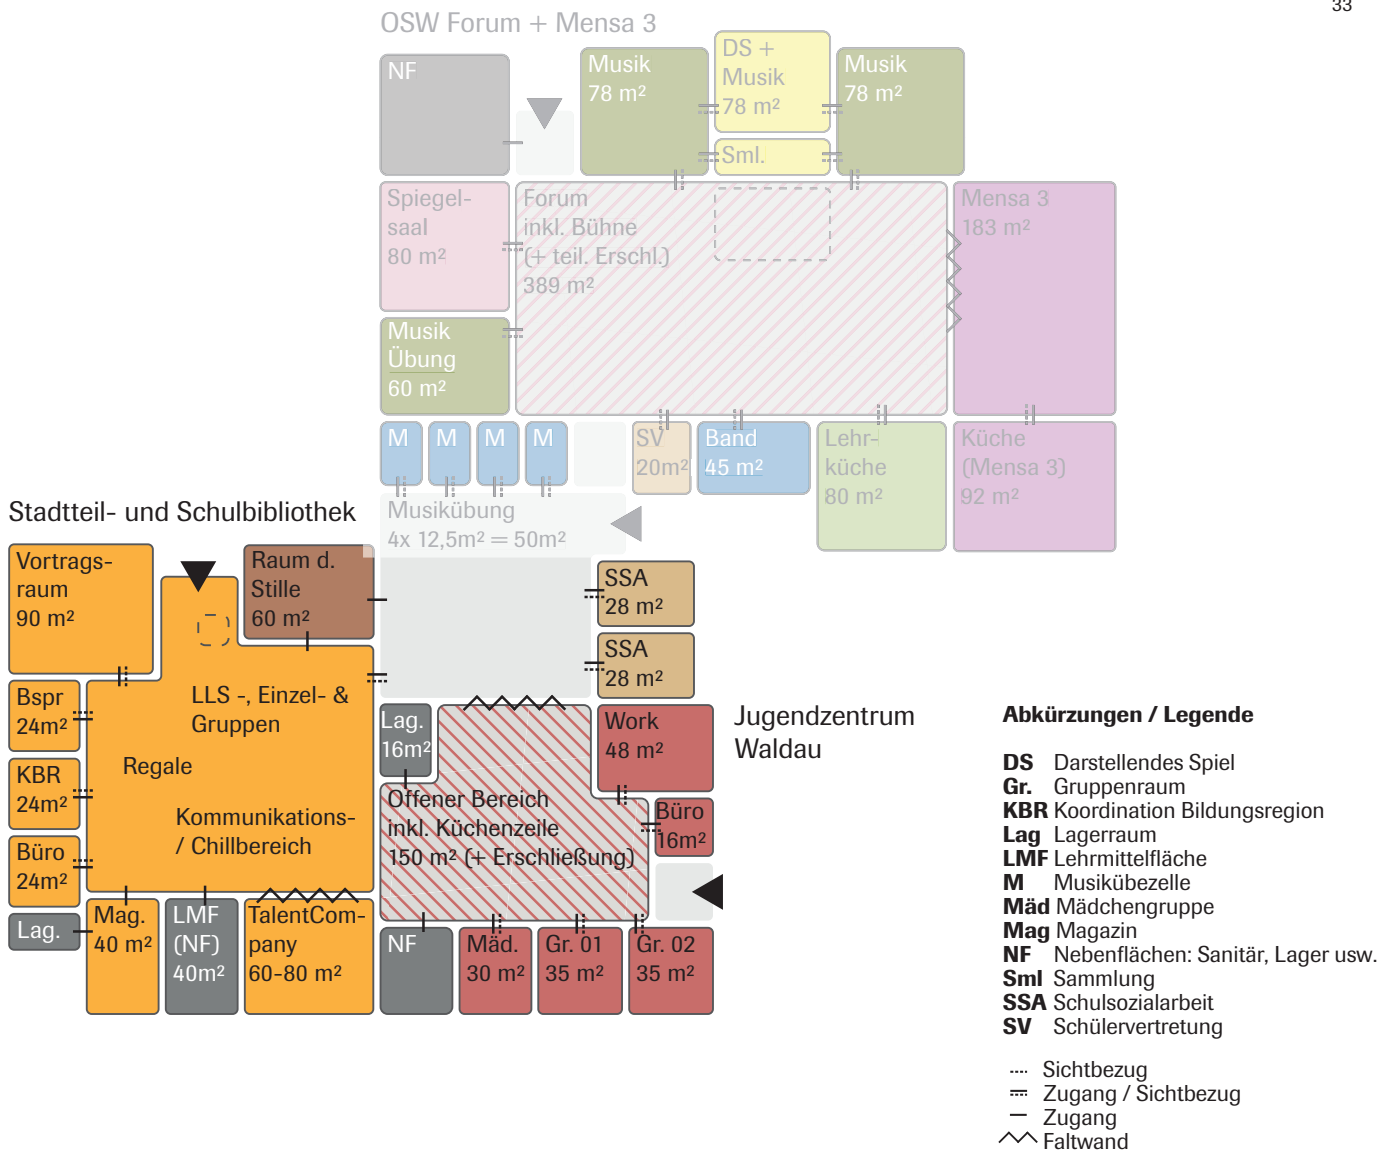 33
OSW Forum + Mensa 3
NF
Musik
78 m²
DS +
Musik
78 m²
Musik
78 m²
Sml.
Spiegel-
saal
80 m²
Forum
inkl. Bühne
(+ teil. Erschl.)
389 m²
Mensa 3
183 m²
Musik
Übung
60 m²
M
M
M
M
SV
20m²
Band
45 m²
Lehr-
küche
80 m²
Küche
(Mensa 3)
92 m²
Musikübung
4x 12,5m² = 50m²
Stadtteil- und Schulbibliothek
Vortrags-
raum
90 m²
Raum d.
Stille
60 m²
SSA
28 m²
SSA
28 m²
Bspr
24m²
LLS -, Einzel- &
Gruppen
Regale
KBR
24m²
Kommunikations-
/ Chillbereich
Büro
24m²
Lag.
Mag.
40 m²
LMF
(NF)
40m²
TalentCom-
pany
60-80 m²
Lag.
16m²
Work
48 m²
Jugendzentrum
Waldau
Offener Bereich
inkl. Küchenzeile
150 m² (+ Erschließung)
Büro
16m²
NF
Mäd.
30 m²
Gr. 01
35 m²
Gr. 02
35 m²
Abkürzungen / Legende
DS Darstellendes Spiel
Gr. Gruppenraum
KBR Koordination Bildungsregion
Lag Lagerraum
LMF Lehrmittelfläche
M Musikübezelle
Mäd Mädchengruppe
Mag Magazin
NF Nebenflächen: Sanitär, Lager usw.
Sml Sammlung
SSA Schulsozialarbeit
SV Schülervertretung
Sichtbezug
Zugang / Sichtbezug
Zugang
Faltwand